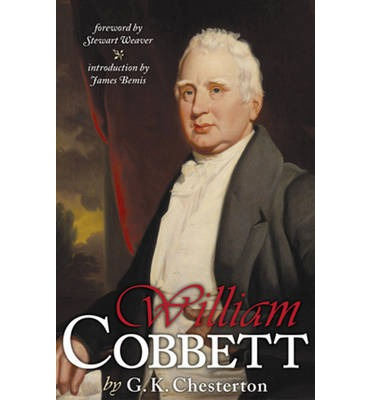 foreword by
Stewart Weaver
introduction by
James Bemis
William
COBBETT
by G. K. Chesterton